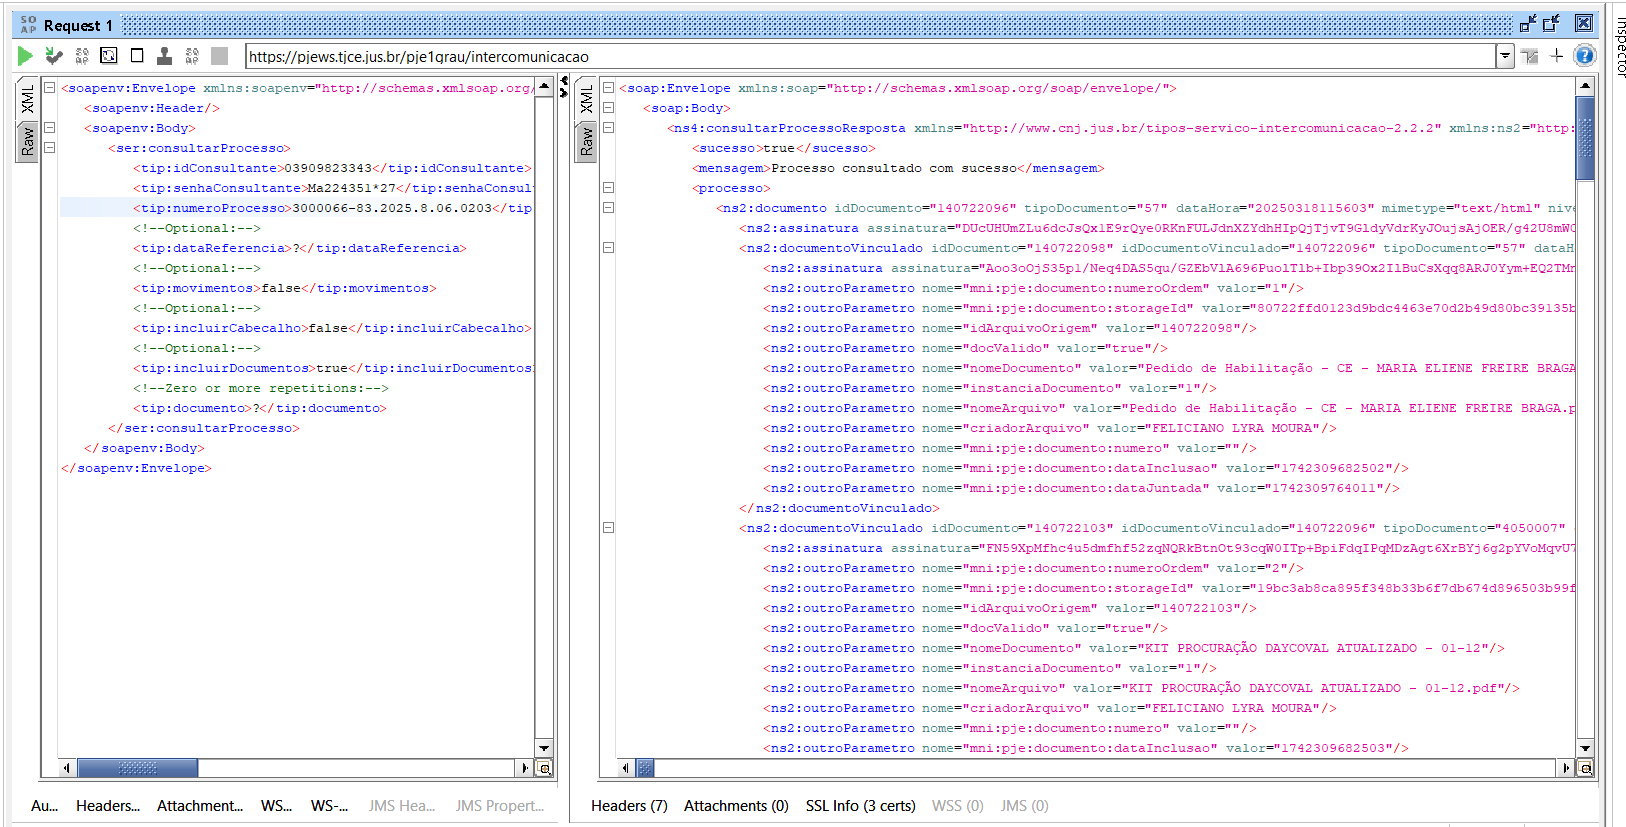 SO
AP
Request 1
Inspector
https://pjews.tjce.jus.br/pje1grau/intercomunicacao
XML
Raw
<soapenv:Envelope xmlns:soapenv="http://schemas.xmlsoap.org/
<soapenv:Header/>
<soapenv:Body>
<ser:consultarProcesso>
<tip:idConsultante>03909823343</tip:idConsultante>
<tip:senhaConsultante>Ma224351*27</tip:senhaConsult
<tip:numeroProcesso>3000066-83.2025.8.06.0203</tip
<!--Optional:-->
<tip:dataReferencia>?</tip:dataReferencia>
<!--Optional:-->
<tip:movimentos>false</tip:movimentos>
<!--Optional:-->
<tip:incluirCabecalho>false</tip:incluirCabecalho>
<!--Optional:-->
<tip:incluirDocumentos>true</tip:incluirDocumentos
<!--Zero or more repetitions:-->
<tip:documento>?</tip:documento>
</ser:consultarProcesso>
</soapenv:Body>
</soapenv:Envelope>
Au... Headers... Attachment... WS... WS-... JMS Hea... JMS Propert...
XML
Raw
<soap:Envelope xmlns:soap="http://schemas.xmlsoap.org/soap/envelope/">
<soap:Body>
<ns4:consultarProcessoResposta xmlns="http://www.cnj.jus.br/tipos-servico-intercomunicacao-2.2.2" xmlns:ns2="http:
<sucesso>true</sucesso>
<mensagem>Processo consultado com sucesso</mensagem>
<processo>
<ns2:documento idDocumento="140722096" tipoDocumento="57" dataHora="20250318115603" mimetype="text/html" nive
<ns2:assinatura assinatura=
<ns2:documentoVinculado idDocumento="140722098" idDocumentoVinculado="140722096" tipoDocumento="57" dataH
<ns2:assinatura assinatura=
<ns2:outroParametro nome="mni:pje:documento:numeroOrdem" valor="1"/>
<ns2:outroParametro nome="mni:pje:documento:storageId" valor="80722ffd0123d9bdc4463e70d2b49d80bc39135b
<ns2:outroParametro nome="idArquivoOrigem" valor="140722098"/>
<ns2:outroParametro nome="docValido" valor="true"/>
<ns2:outroParametro nome="nomeDocumento" valor="Pedido de Habilitação - CE - MARIA ELIENE FREIRE BRAGA
<ns2:outroParametro nome="instanciaDocumento" valor="1"/>
<ns2:outroParametro nome="nomeArquivo" valor="Pedido de Habilitação - CE - MARIA ELIENE FREIRE BRAGA.p
<ns2:outroParametro nome="criadorArquivo" valor="FELICIANO LYRA MOURA"/>
<ns2:outroParametro nome="mni:pje:documento:numero" valor=""/>
<ns2:outroParametro nome="mni:pje:documento:dataInclusao" valor="1742309682502"/>
<ns2:outroParametro nome="mni:pje:documento:dataJuntada" valor="1742309764011"/>
</ns2:documentoVinculado>
<ns2:documentoVinculado idDocumento="140722103" idDocumentoVinculado="140722096" tipoDocumento="4050007"
<ns2:assinatura assinatura=
<ns2:outroParametro nome="mni:pje:documento:numeroOrdem" valor="2"/>
<ns2:outroParametro nome="mni:pje:documento:storageId" valor="19bc3ab8ca895f348b33b6f7db674d896503b99f
<ns2:outroParametro nome="idArquivoOrigem" valor="140722103"/>
<ns2:outroParametro nome="docValido" valor="true"/>
<ns2:outroParametro nome="nomeDocumento" valor="KIT PROCURAÇÃO DAYCOVAL ATUALIZADO - 01-12"/>
<ns2:outroParametro nome="instanciaDocumento" valor="1"/>
<ns2:outroParametro nome="nomeArquivo" valor="KIT PROCURAÇÃO DAYCOVAL ATUALIZADO - 01-12.pdf"/>
<ns2:outroParametro nome="criadorArquivo" valor="FELICIANO LYRA MOURA"/>
<ns2:outroParametro nome="mni:pje:documento:numero" valor=""/>
<ns2:outroParametro nome="mni:pje:documento:dataInclusao" valor="1742309682503"/>
Headers (7) Attachments (0) SSL Info (3 certs) WSS (0) JMS (0)